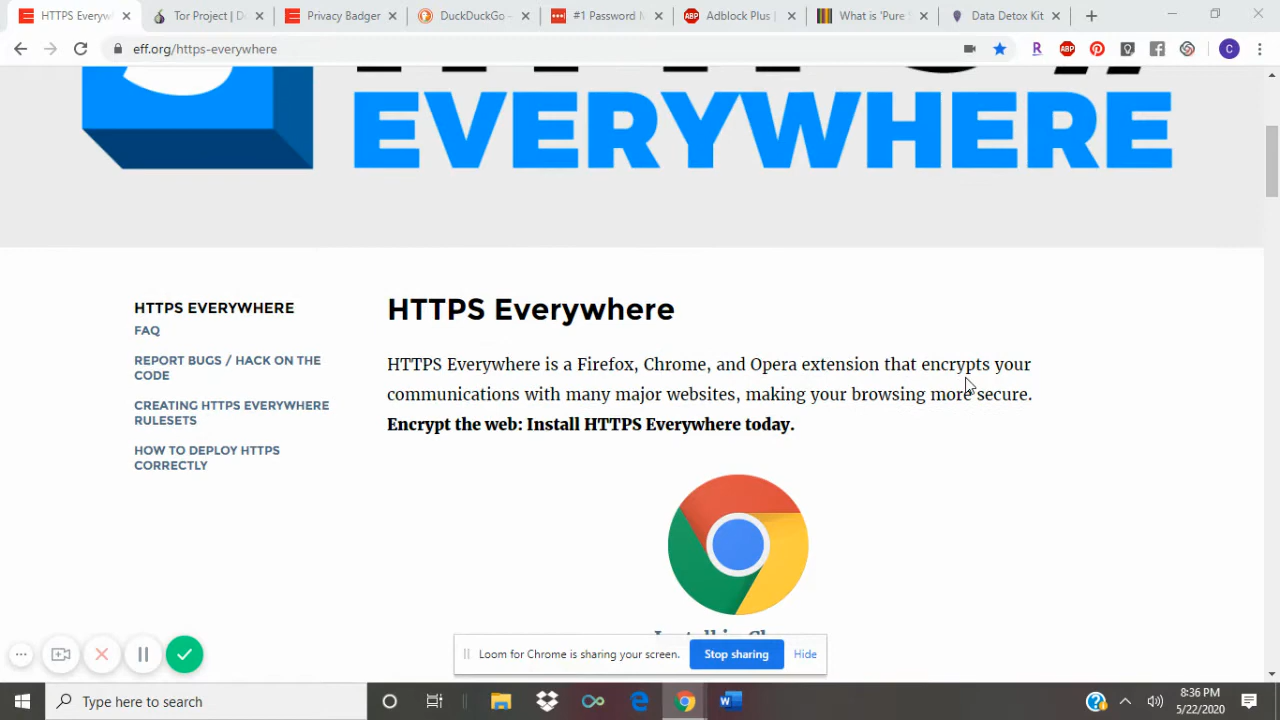 HTTPS Everyw
Tor Project | D
Privacy Badger
DuckDuckGo —
#1 Password M
Adblock Plus |
What is 'Pure S
Data Detox Kit
eff.org/https-everywhere
R
ABP
C
EVERYWHERE
HTTPS EVERYWHERE
FAQ
REPORT BUGS / HACK ON THE
CODE
CREATING HTTPS EVERYWHERE
RULESETS
HOW TO DEPLOY HTTPS
CORRECTLY
HTTPS Everywhere
HTTPS Everywhere is a Firefox, Chrome, and Opera extension that encrypts your
communications with many major websites, making your browsing more secure.
Encrypt the web: Install HTTPS Everywhere today.
Loom for Chrome is sharing your screen.
Stop sharing
Hide
Type here to search
8:36 PM
5/22/2020